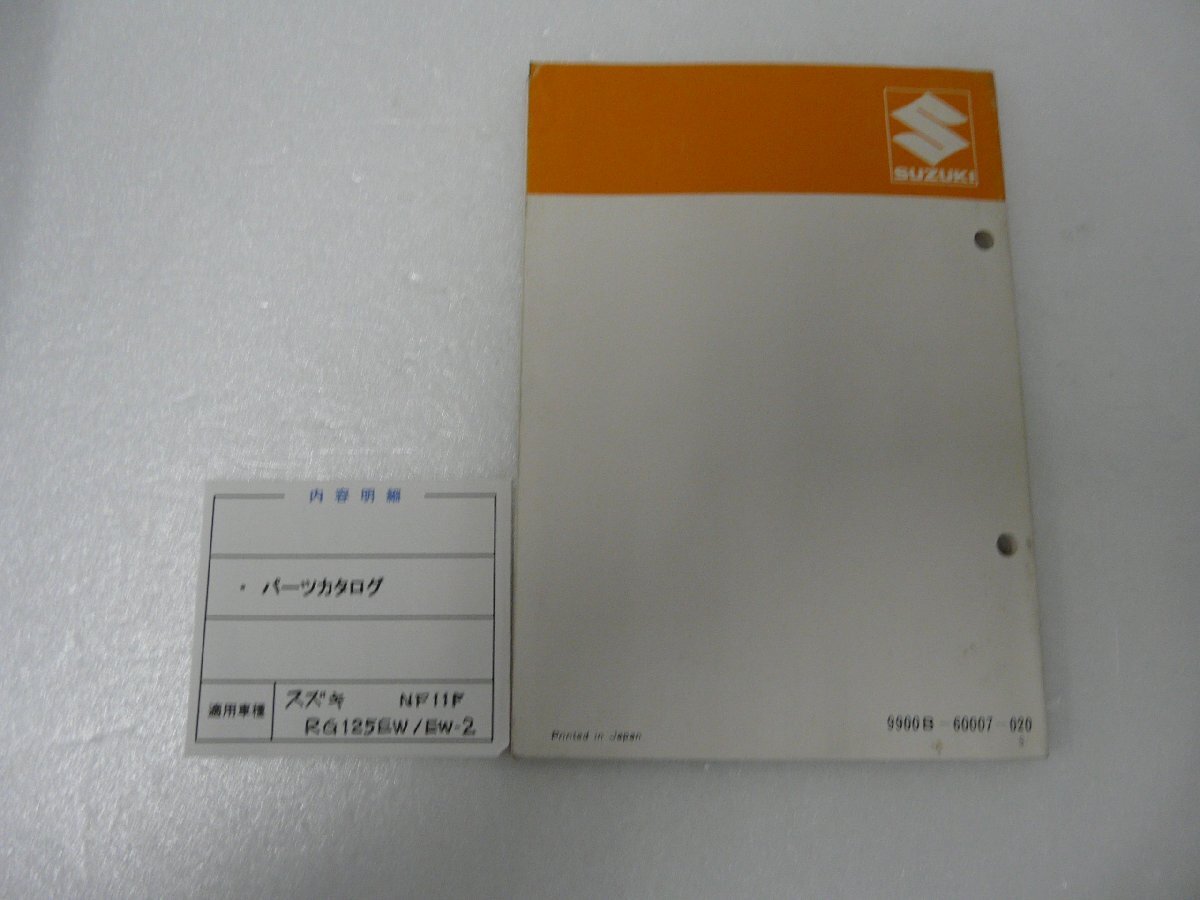 SUZUKI
内容明細
・パーツカタログ
適用車種
スズキ NF11F
RG125EW/EW-2
Printed in Japan
9900B-60007-020